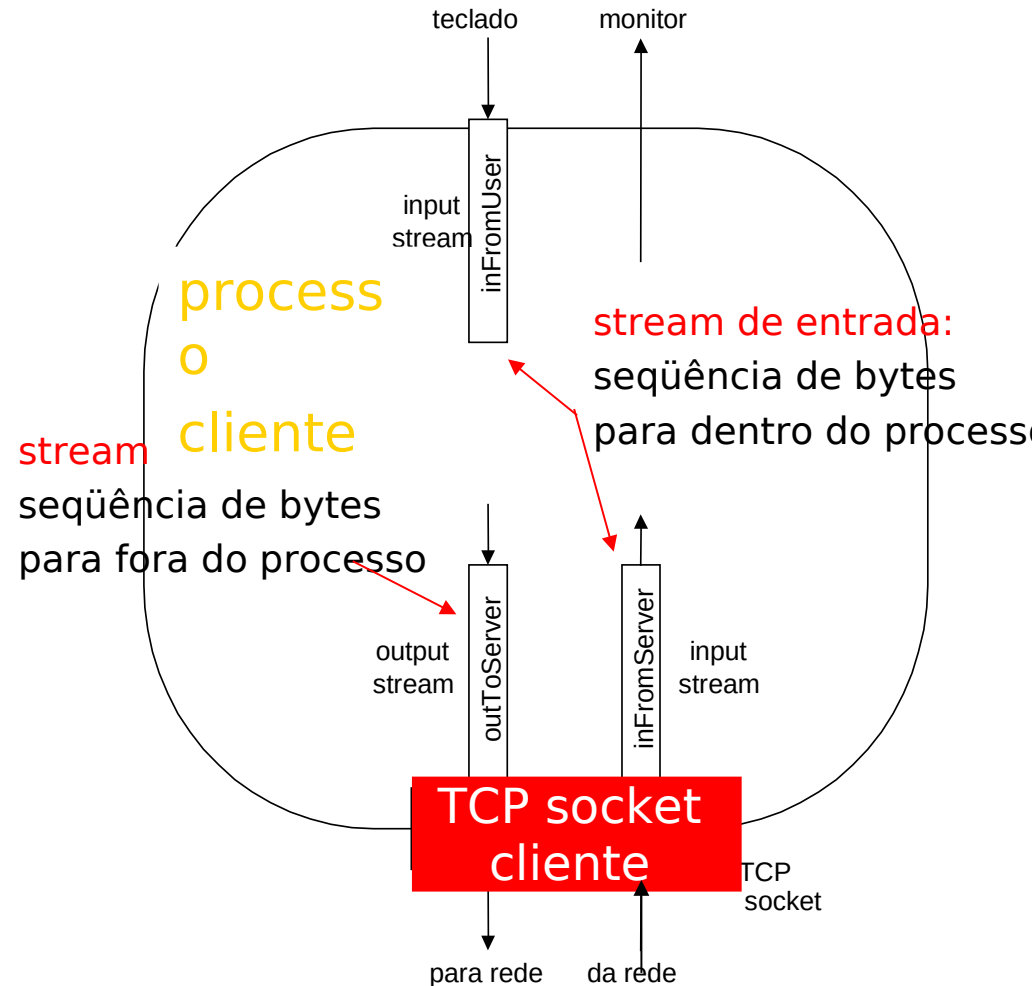 teclado
monitor
input
stream
inFromUser
process
o
cliente
stream de entrada:
seqüência de bytes
para dentro do processo
stream
seqüência de bytes
para fora do processo
output
stream
outToServer
inFromServer
input
stream
TCP socket
cliente
TCP
socket
para rede
da rede